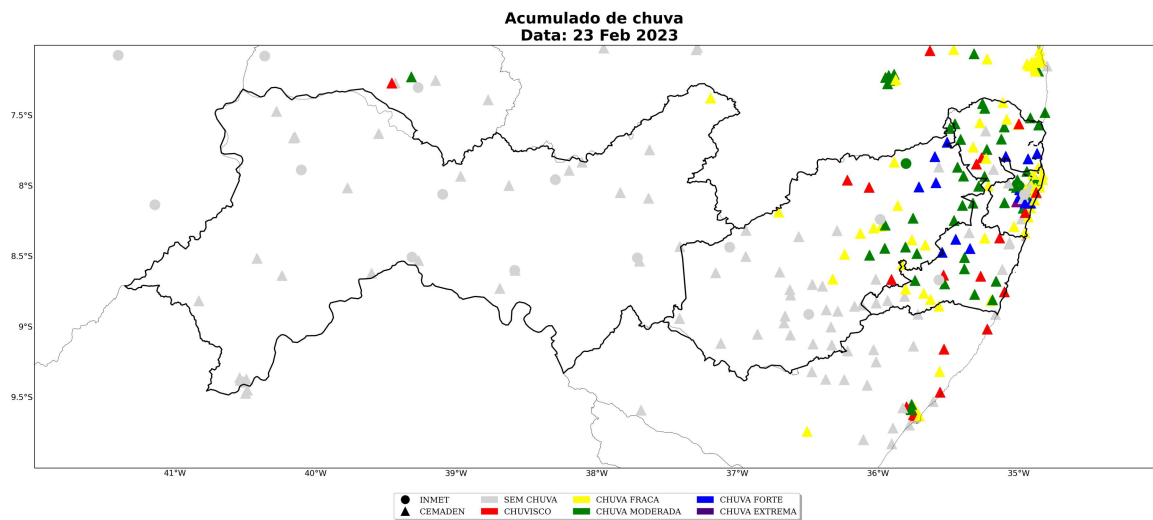 Acumulado de chuva
Data: 23 Feb 2023
7.5°S
8°S
8.5°S
9°S
9.5°S
41°W 40°W 39°W 38°W 37°W 36°W 35°W
INMET SEM CHUVA CHUVA FRACA CHUVA FORTE
CEMADEN CHUVISCO CHUVA MODERADA CHUVA EXTREMA